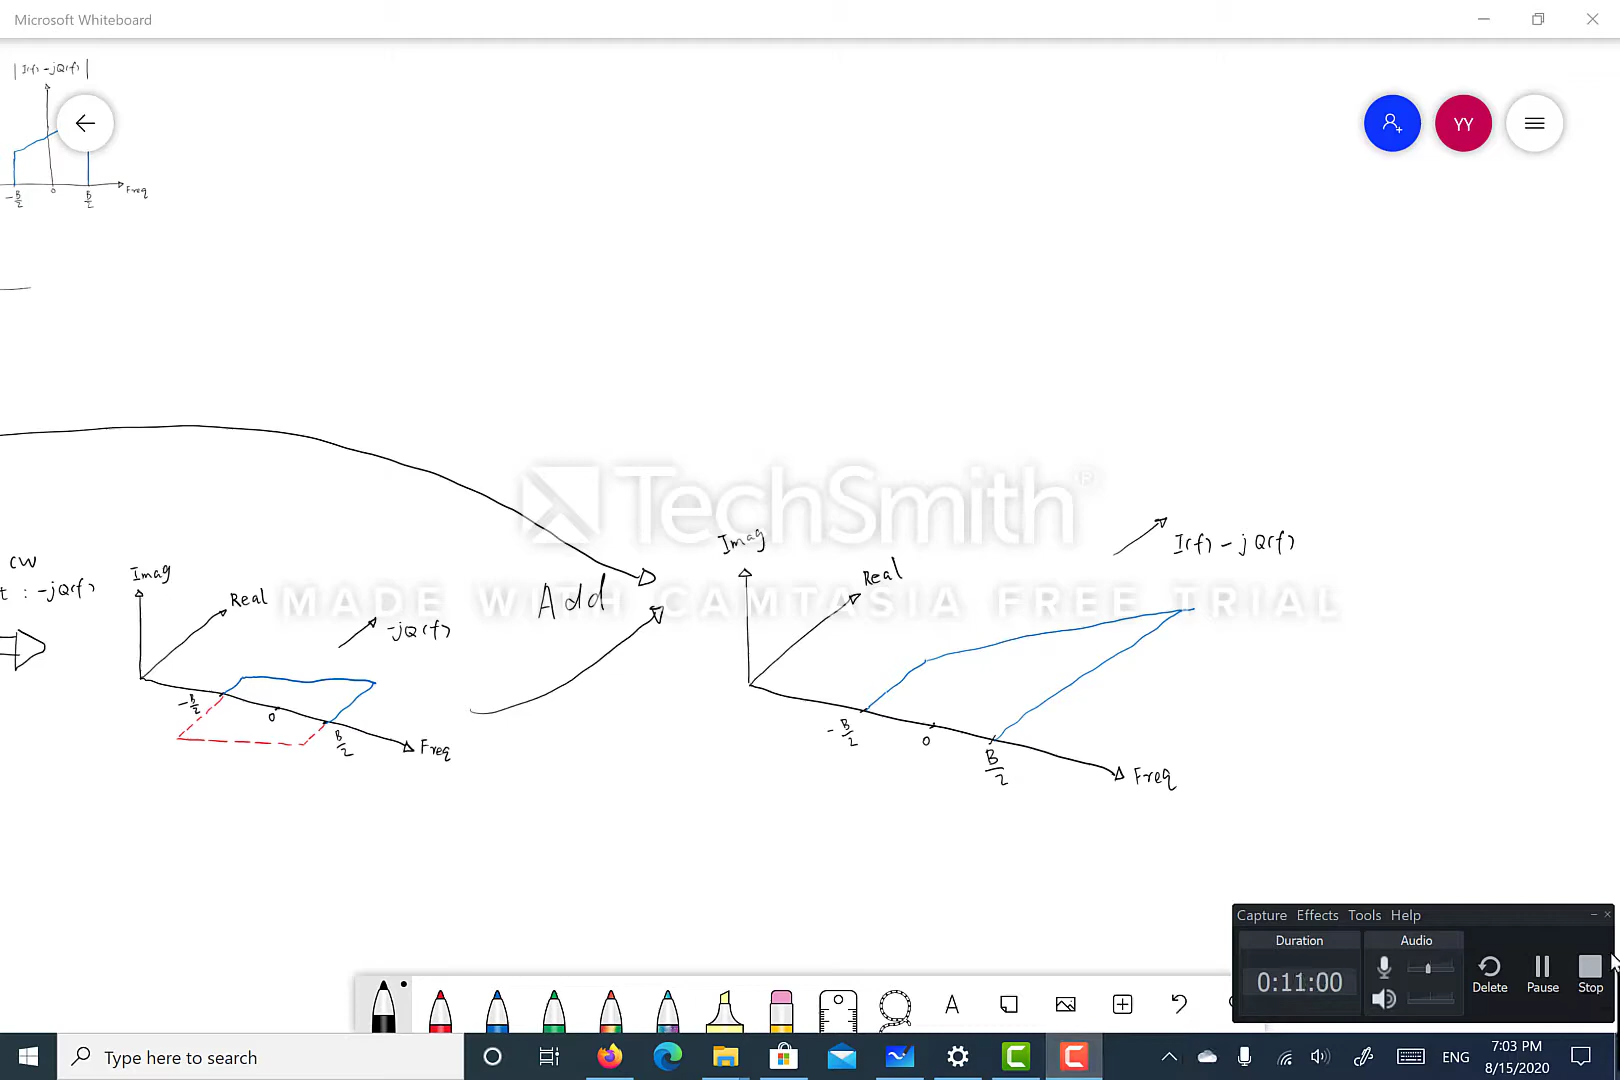 Microsoft Whiteboard
| I(f) - jQ(f) |
-B/2
0
B/2
Freq
YY
TechSmith®
MADE WITH CAMTASIA FREE TRIAL
CW
t : -jQ(f)
Imag
Real
-jQ(f)
-B/2
0
B/2
Freq
Add
Imag
Real
I(f) - jQ(f)
-B/2
0
B/2
Freq
Capture Effects Tools Help
Duration
Audio
0:11:00
Delete
Pause
Stop
Type here to search
ENG
7:03 PM
8/15/2020